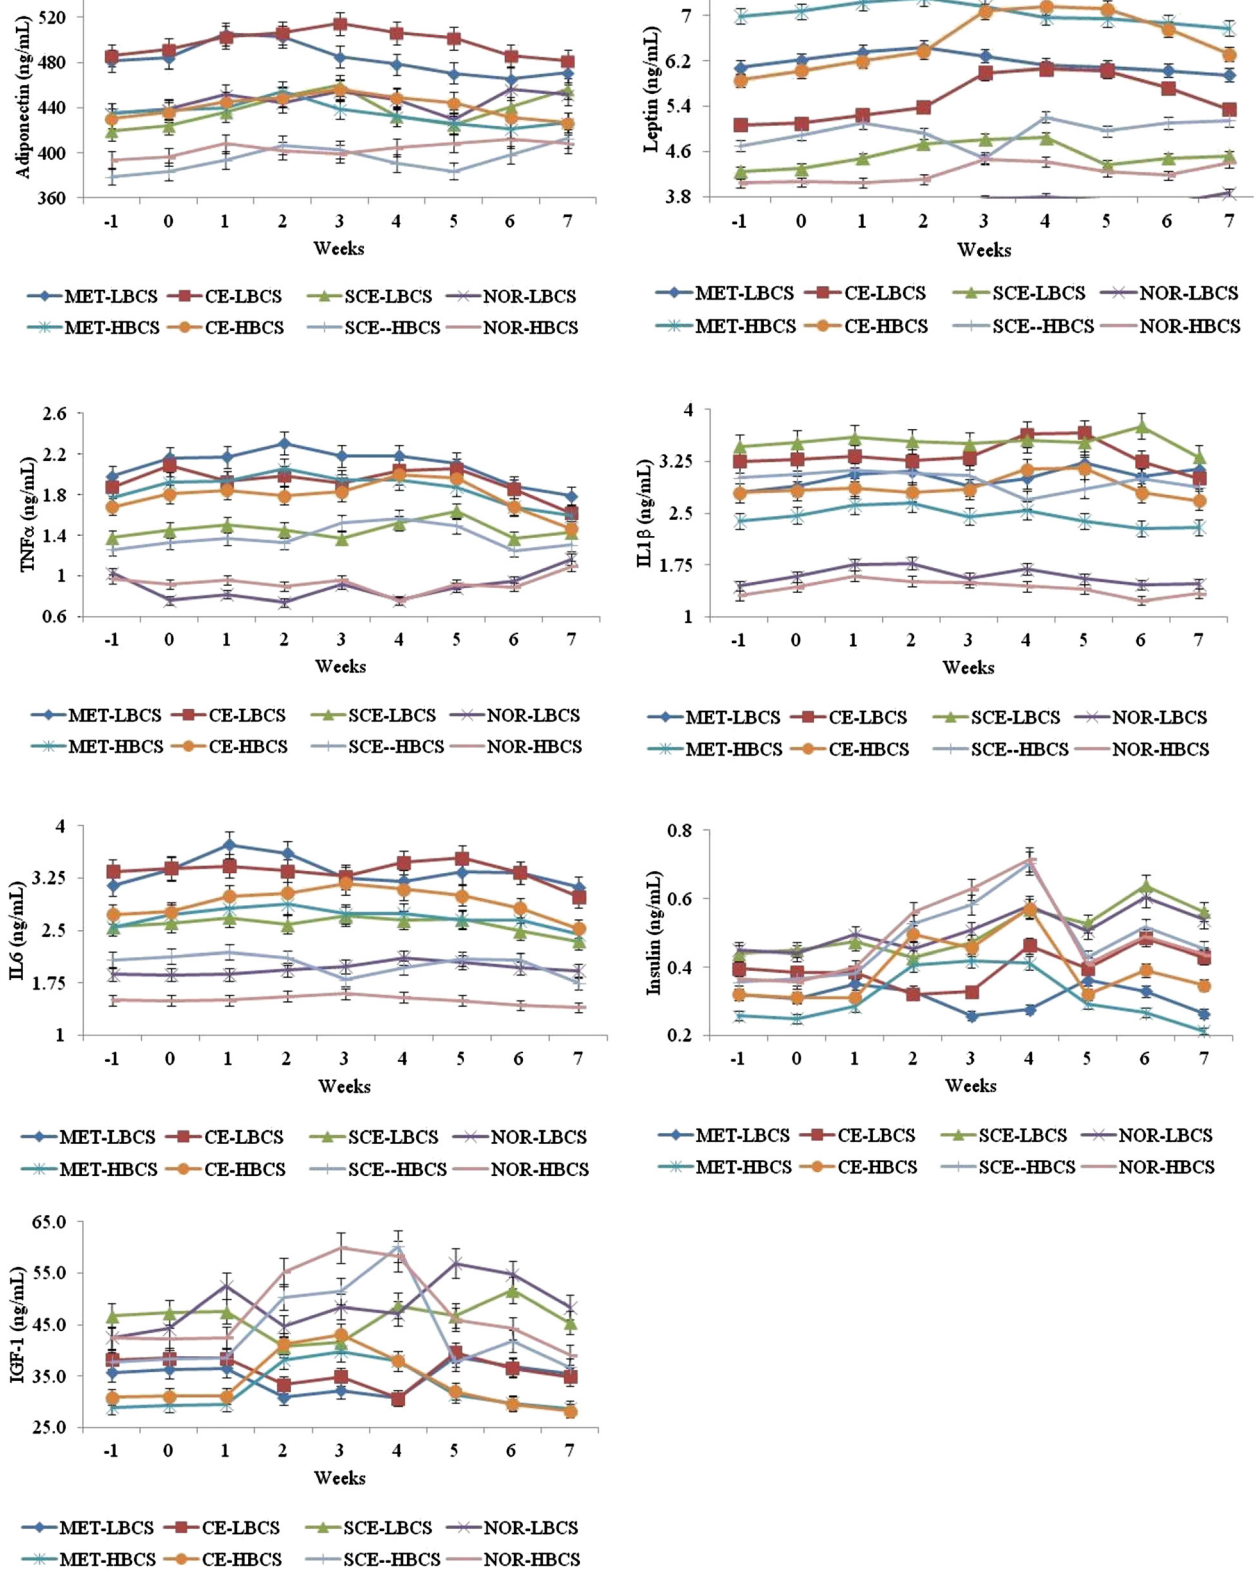 Adiponectin (ng/mL)
520
480
440
400
360
-1 0 1 2 3 4 5 6 7
Weeks
MET-LBCS CE-LBCS SCE-LBCS NOR-LBCS
MET-HBCS CE-HBCS SCE--HBCS NOR-HBCS
Leptin (ng/mL)
7
6.2
5.4
4.6
3.8
-1 0 1 2 3 4 5 6 7
Weeks
MET-LBCS CE-LBCS SCE-LBCS NOR-LBCS
MET-HBCS CE-HBCS SCE--HBCS NOR-HBCS
TNFα (ng/mL)
2.6
2.2
1.8
1.4
1
0.6
-1 0 1 2 3 4 5 6 7
Weeks
MET-LBCS CE-LBCS SCE-LBCS NOR-LBCS
MET-HBCS CE-HBCS SCE--HBCS NOR-HBCS
IL1β (ng/mL)
4
3.25
2.5
1.75
1
-1 0 1 2 3 4 5 6 7
Weeks
MET-LBCS CE-LBCS SCE-LBCS NOR-LBCS
MET-HBCS CE-HBCS SCE--HBCS NOR-HBCS
IL6 (ng/mL)
4
3.25
2.5
1.75
1
-1 0 1 2 3 4 5 6 7
Weeks
MET-LBCS CE-LBCS SCE-LBCS NOR-LBCS
MET-HBCS CE-HBCS SCE--HBCS NOR-HBCS
Insulin (ng/mL)
0.8
0.6
0.4
0.2
-1 0 1 2 3 4 5 6 7
Weeks
MET-LBCS CE-LBCS SCE-LBCS NOR-LBCS
MET-HBCS CE-HBCS SCE--HBCS NOR-HBCS
IGF-1 (ng/mL)
65.0
55.0
45.0
35.0
25.0
-1 0 1 2 3 4 5 6 7
Weeks
MET-LBCS CE-LBCS SCE-LBCS NOR-LBCS
MET-HBCS CE-HBCS SCE--HBCS NOR-HBCS